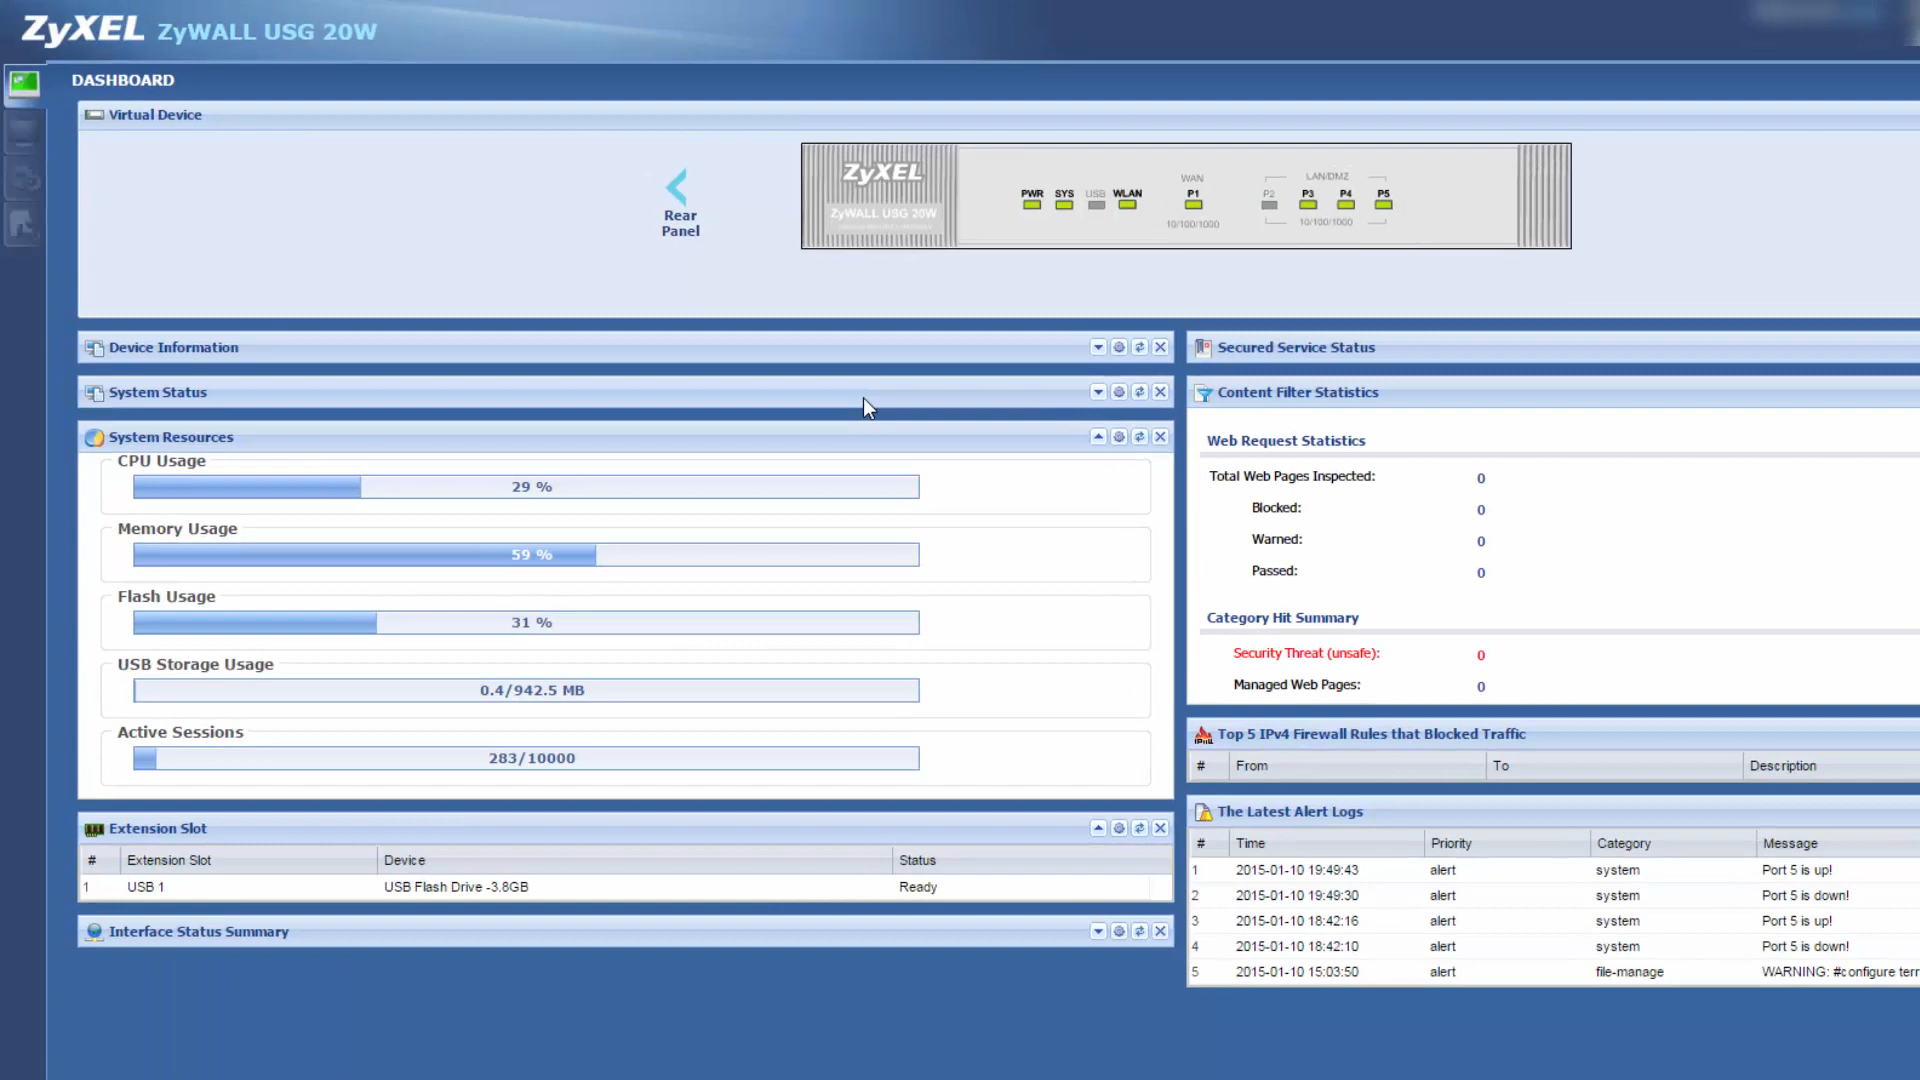 ZyXEL ZyWALL USG 20W
DASHBOARD
Virtual Device
Rear
Panel
ZyXEL
ZyWALL USG 20W
PWR SYS USB WLAN
WAN
P1
10/100/1000
LAN/DMZ
P2 P3 P4 P5
10/100/1000
Device Information
System Status
System Resources
CPU Usage
29 %
Memory Usage
59 %
Flash Usage
31 %
USB Storage Usage
0.4/942.5 MB
Active Sessions
283/10000
Extension Slot
# Extension Slot Device Status
1 USB 1 USB Flash Drive -3.8GB Ready
Interface Status Summary
Secured Service Status
Content Filter Statistics
Web Request Statistics
Total Web Pages Inspected: 0
Blocked: 0
Warned: 0
Passed: 0
Category Hit Summary
Security Threat (unsafe): 0
Managed Web Pages: 0
Top 5 IPv4 Firewall Rules that Blocked Traffic
# From To Description
The Latest Alert Logs
# Time Priority Category Message
1 2015-01-10 19:49:43 alert system Port 5 is up!
2 2015-01-10 19:49:30 alert system Port 5 is down!
3 2015-01-10 18:42:16 alert system Port 5 is up!
4 2015-01-10 18:42:10 alert system Port 5 is down!
5 2015-01-10 15:03:50 alert file-manage WARNING: #configure terr